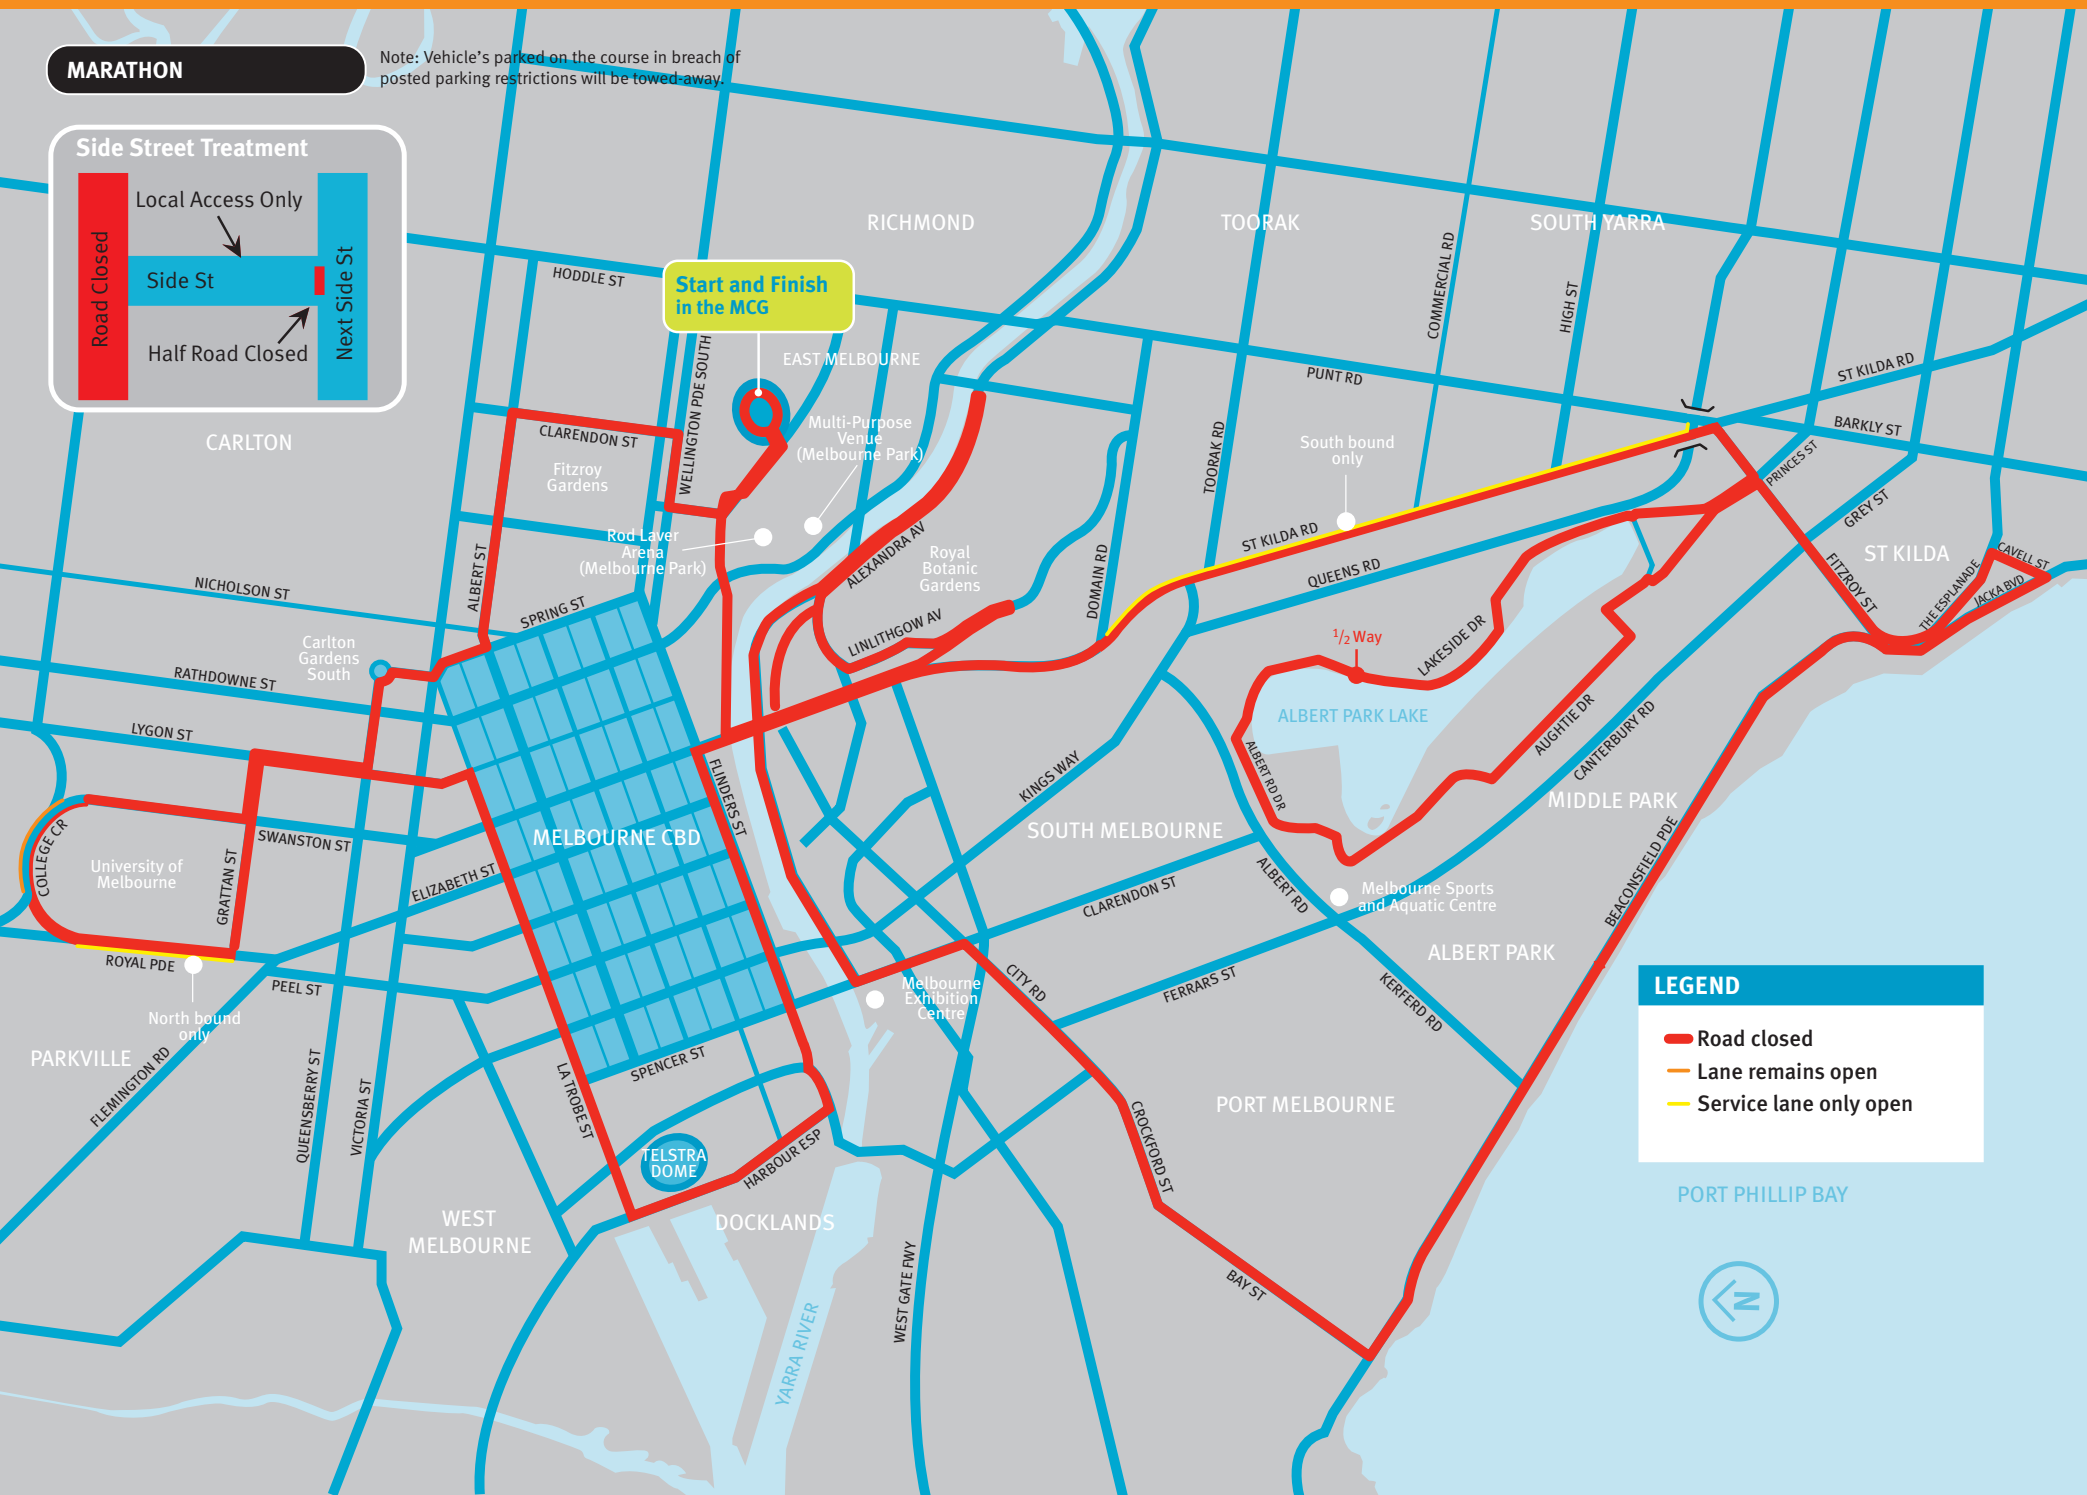 MARATHON
Note: Vehicle's parked on the course in breach of
posted parking restrictions will be towed-away.
Side Street Treatment
Road Closed
Local Access Only
Side St
Half Road Closed
Next Side St
Start and Finish
in the MCG
RICHMOND
TOORAK
SOUTH YARRA
HODDLE ST
COMMERCIAL RD
HIGH ST
EAST MELBOURNE
WELLINGTON PDE SOUTH
PUNT RD
ST KILDA RD
BARKLY ST
CARLTON
CLARENDON ST
Fitzroy
Gardens
Multi-Purpose
Venue
(Melbourne Park)
South bound
only
TOORAK RD
PRINCES ST
GREY ST
Rod Laver
Arena
(Melbourne Park)
ALEXANDRA AV
Royal
Botanic
Gardens
ST KILDA RD
QUEENS RD
ST KILDA
CAVELL ST
JACKA BVD
THE ESPLANADE
FITZROY ST
NICHOLSON ST
ALBERT ST
SPRING ST
LINLITHGOW AV
DOMAIN RD
Carlton
Gardens
South
1/2 Way
LAKESIDE DR
RATHDOWNE ST
LYGON ST
ALBERT PARK LAKE
AUGHTIE DR
CANTERBURY RD
ALBERT RD DR
FLINDERS ST
KINGS WAY
MIDDLE PARK
COLLEGE CR
SWANSTON ST
MELBOURNE CBD
SOUTH MELBOURNE
University of
Melbourne
GRATTAN ST
ELIZABETH ST
CLARENDON ST
ALBERT RD
Melbourne Sports
and Aquatic Centre
BEACONSFIELD PDE
ROYAL PDE
PEEL ST
ALBERT PARK
North bound
only
Melbourne
Exhibition
Centre
CITY RD
FERRARS ST
KERFERD RD
PARKVILLE
FLEMINGTON RD
QUEENSBERRY ST
VICTORIA ST
LA TROBE ST
SPENCER ST
CROCKFORD ST
PORT MELBOURNE
LEGEND
Road closed
Lane remains open
Service lane only open
TELSTRA
DOME
HARBOUR ESP
WEST
MELBOURNE
DOCKLANDS
WEST GATE FWY
BAY ST
YARRA RIVER
PORT PHILLIP BAY
N